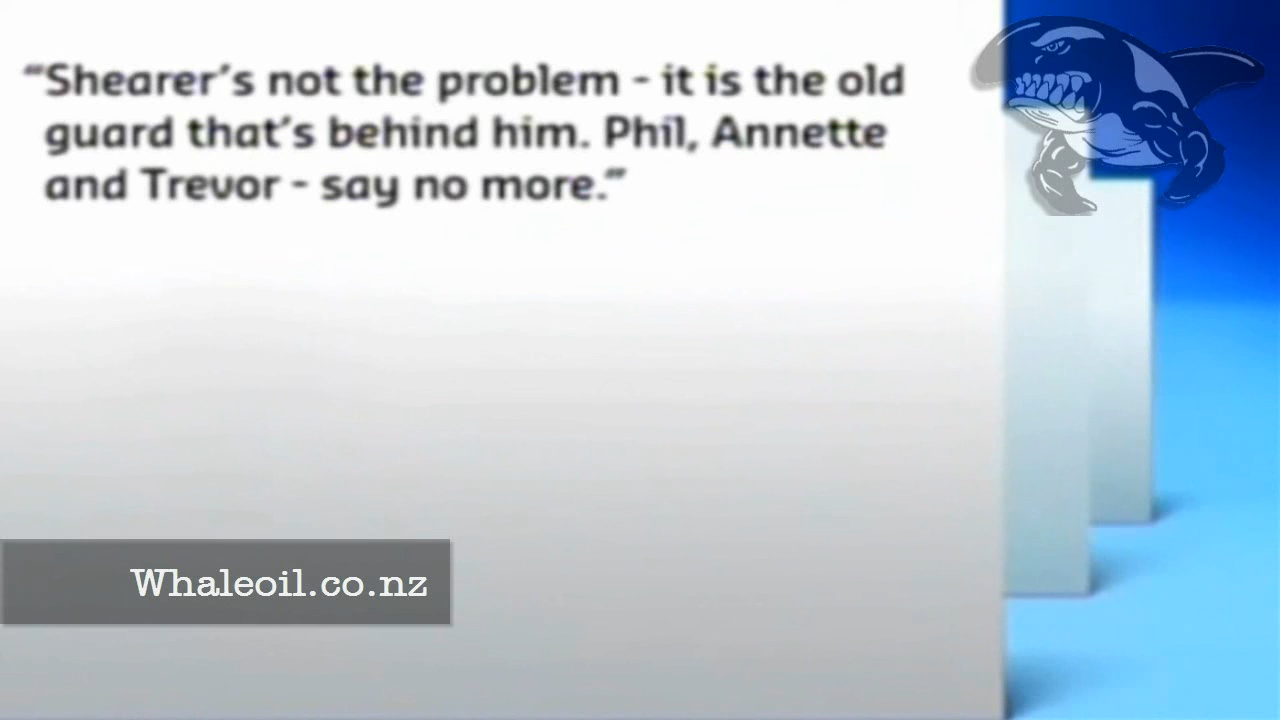 “Shearer’s not the problem - it is the old
guard that’s behind him. Phil, Annette
and Trevor - say no more.”
Whaleoil.co.nz